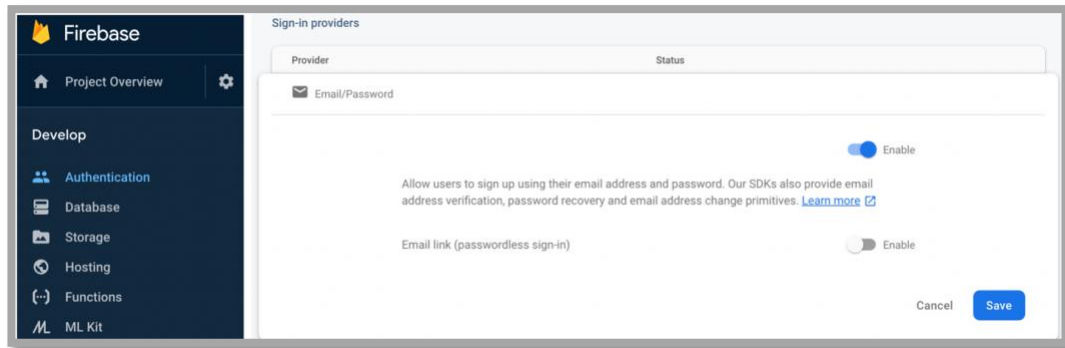 Firebase
Project Overview
Develop
Authentication
Database
Storage
Hosting
Functions
ML Kit
Sign-in providers
Provider Status
Email/Password
Enable
Allow users to sign up using their email address and password. Our SDKs also provide email
address verification, password recovery and email address change primitives. Learn more
Email link (passwordless sign-in) Enable
Cancel Save